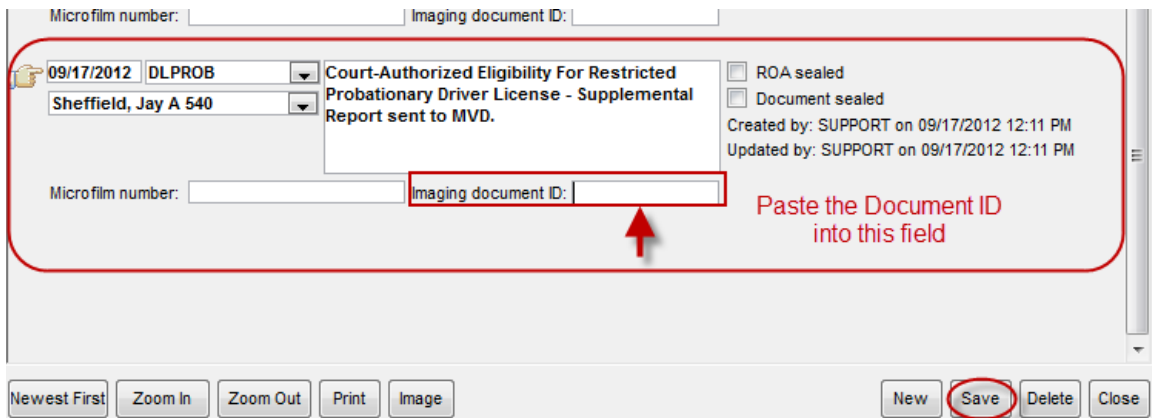 Microfilm number: Imaging document ID:
09/17/2012 DLPROB
Sheffield, Jay A 540
Court-Authorized Eligibility For Restricted
Probationary Driver License - Supplemental
Report sent to MVD.
ROA sealed
Document sealed
Created by: SUPPORT on 09/17/2012 12:11 PM
Updated by: SUPPORT on 09/17/2012 12:11 PM
Microfilm number: Imaging document ID:
Paste the Document ID
into this field
Newest First Zoom In Zoom Out Print Image New Save Delete Close